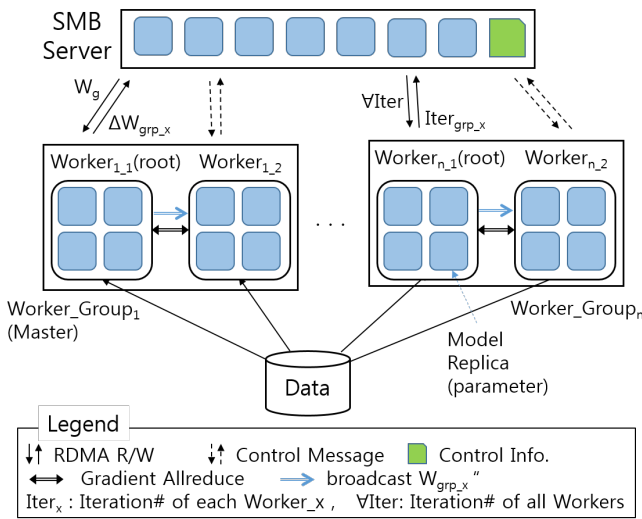 SMB
Server
W_g
ΔW_grp_x
∀Iter
Iter_grp_x
Worker_1_1(root)
Worker_1_2
Worker_n_1(root)
Worker_n_2
. . .
Worker_Group_1
(Master)
Worker_Group_n
Model
Replica
(parameter)
Data
Legend
RDMA R/W
Control Message
Control Info.
Gradient Allreduce
broadcast W_grp_x“
Iter_x : Iteration# of each Worker_x , ∀Iter: Iteration# of all Workers